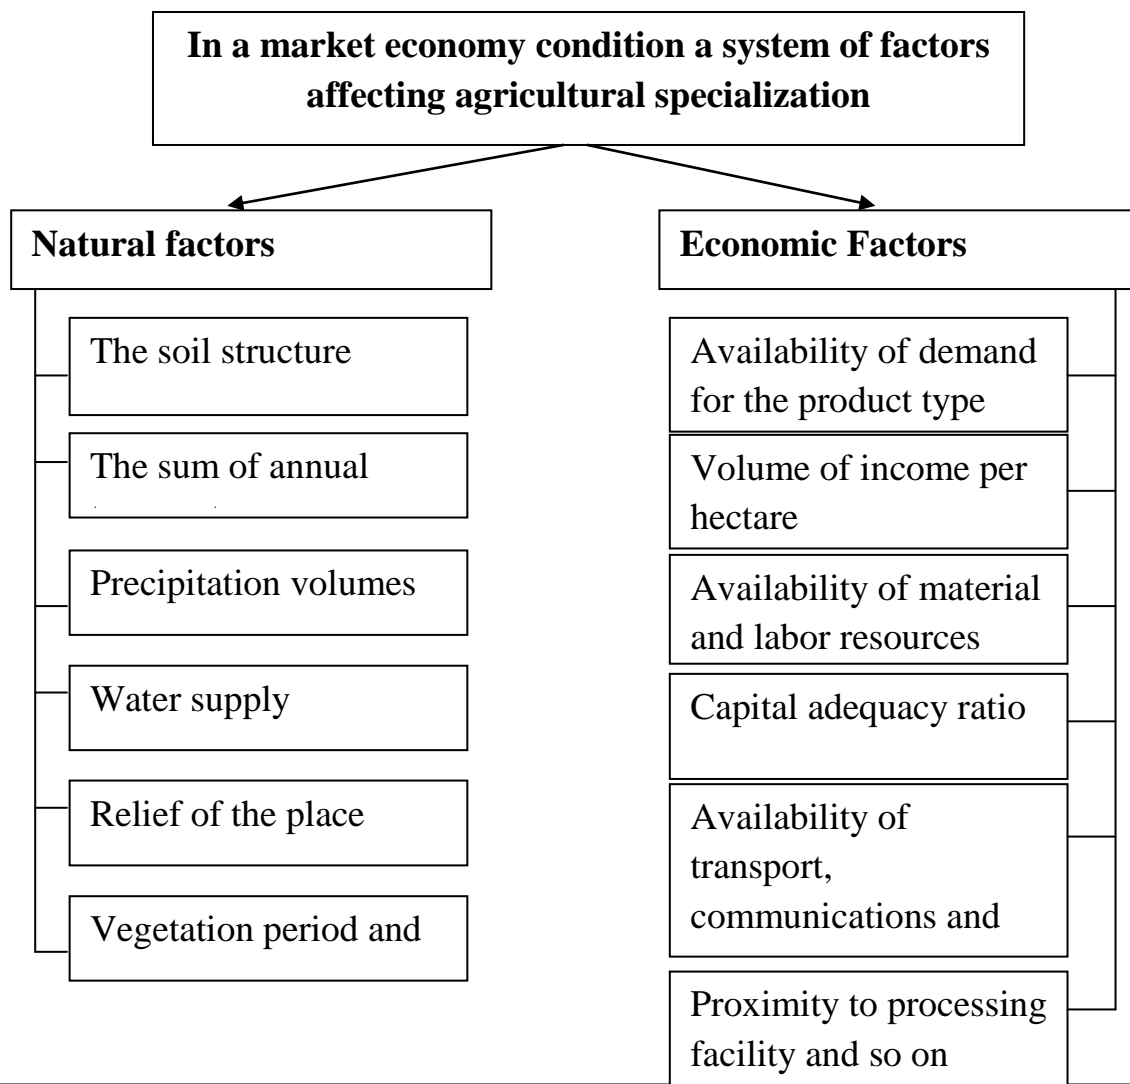 In a market economy condition a system of factors
affecting agricultural specialization
Natural factors
The soil structure
The sum of annual
Precipitation volumes
Water supply
Relief of the place
Vegetation period and
Economic Factors
Availability of demand
for the product type
Volume of income per
hectare
Availability of material
and labor resources
Capital adequacy ratio
Availability of
transport,
communications and
Proximity to processing
facility and so on